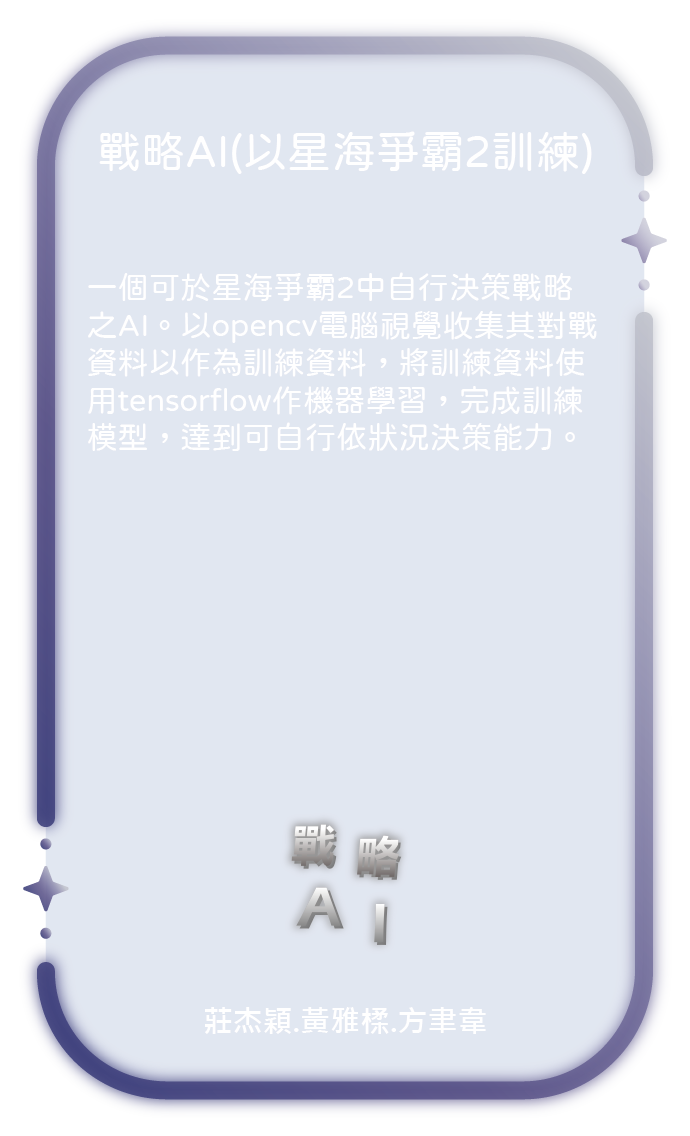 戰略AI(以星海爭霸2訓練)
一個可於星海爭霸2中自行決策戰略
之AI。以opencv電腦視覺收集其對戰
資料以作為訓練資料，將訓練資料使
用tensorflow作機器學習，完成訓練
模型，達到可自行依狀況決策能力。
戰略
AI
莊杰穎.黃雅樣.方聿韋